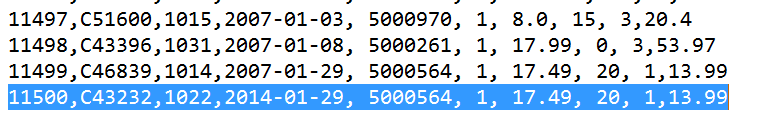 11497,C51600,1015,2007-01-03, 5000970, 1, 8.0, 15, 3,20.4
11498,C43396,1031,2007-01-08, 5000261, 1, 17.99, 0, 3,53.97
11499,C46839,1014,2007-01-29, 5000564, 1, 17.49, 20, 1,13.99
11500,C43232,1022,2014-01-29, 5000564, 1, 17.49, 20, 1,13.99